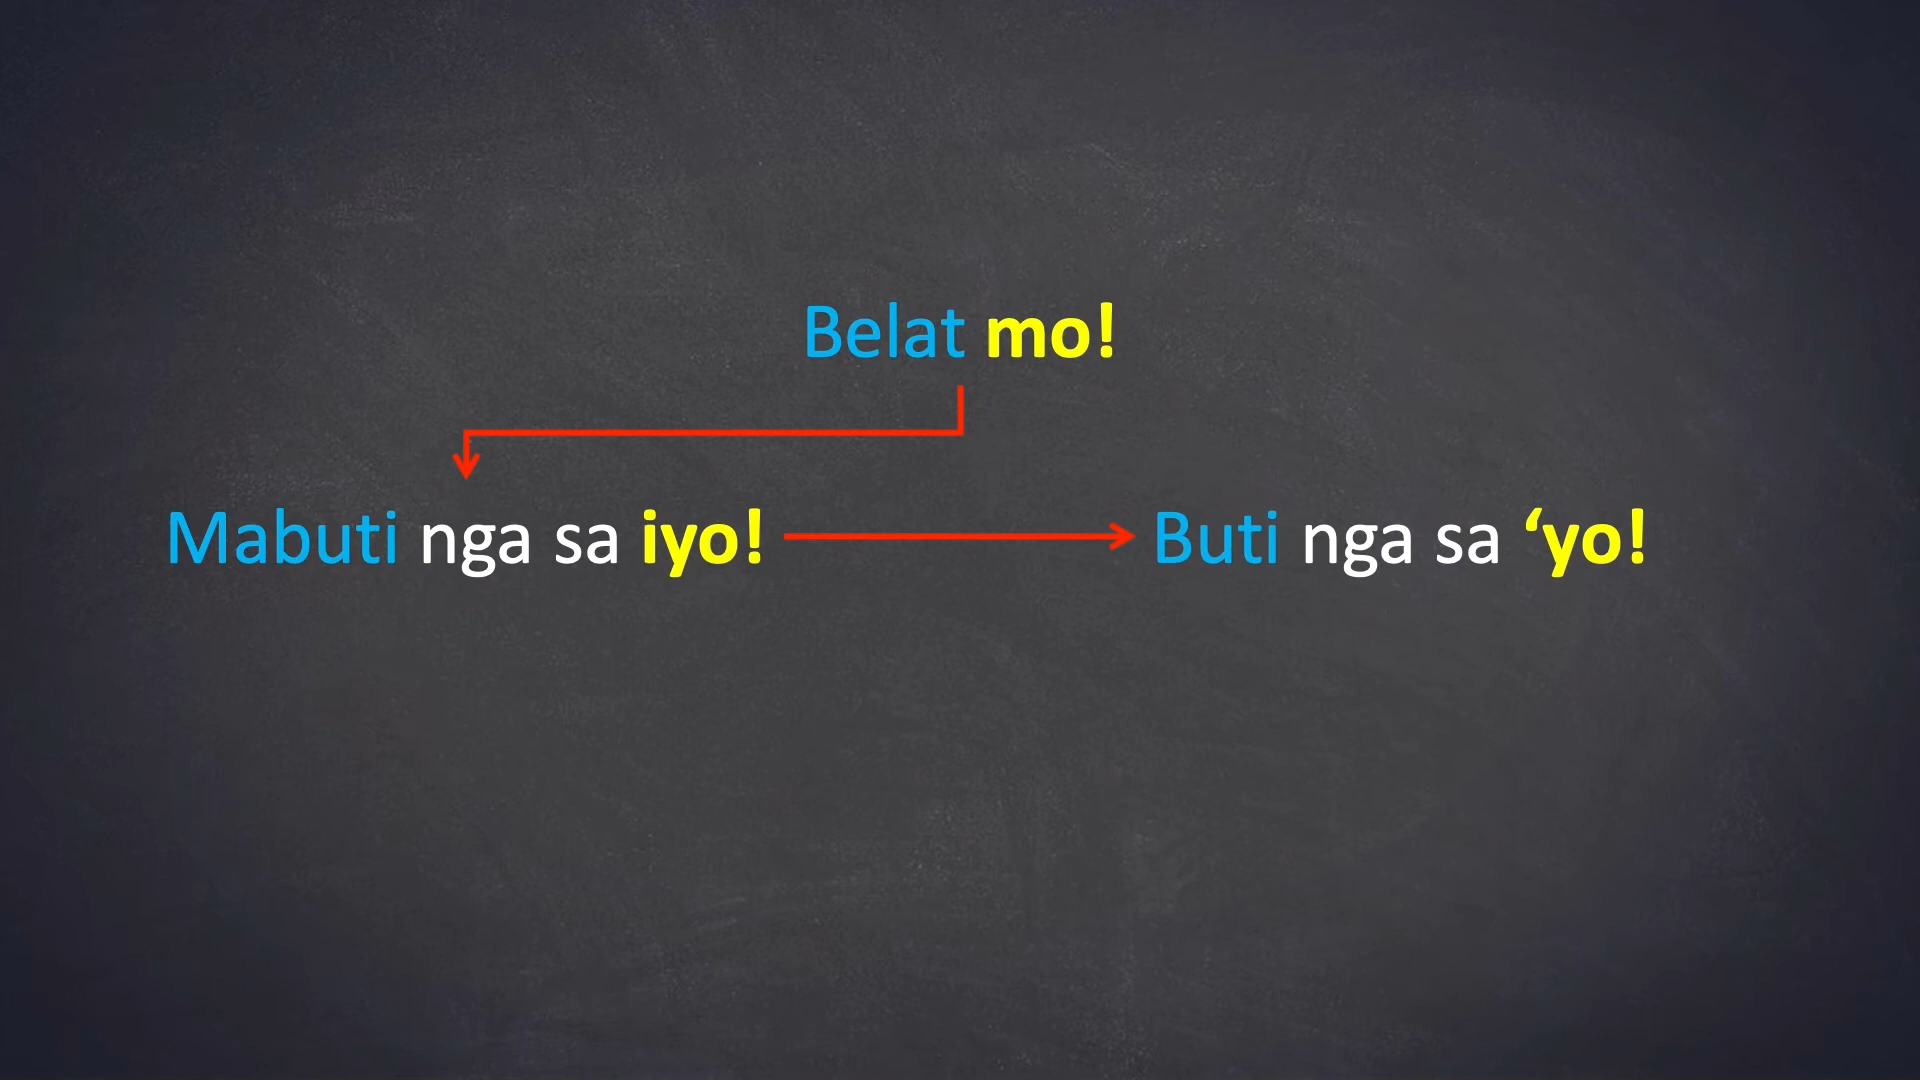 Belat mo!
Mabuti nga sa iyo!
Buti nga sa ‘yo!